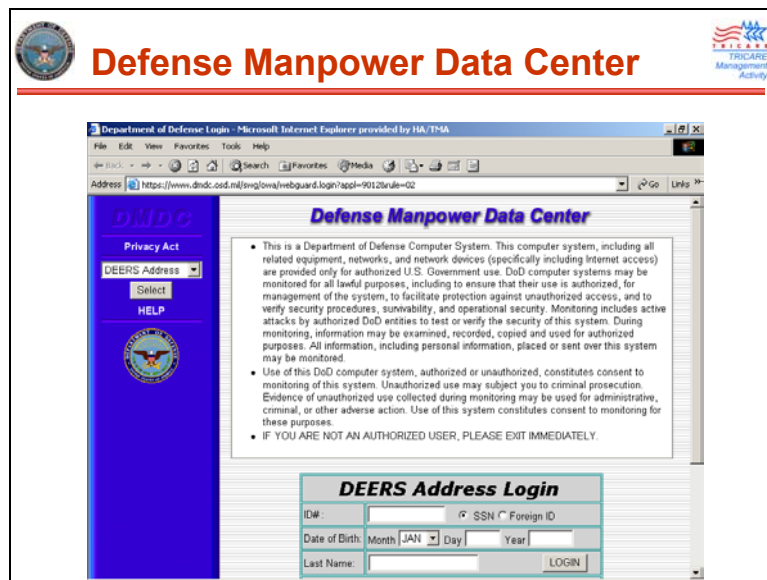 Defense Manpower Data Center
TRICARE
Management
Activity
Department of Defense Login - Microsoft Internet Explorer provided by HA/TMA
File Edit View Favorites Tools Help
Back Search Favorites Media
Address https://www.dmdc.osd.mil/swg/owa/webguard.login?appl=9012&rule=02 Go Links »
DMDC
Privacy Act
DEERS Address
Select
HELP
Defense Manpower Data Center
• This is a Department of Defense Computer System. This computer system, including all
related equipment, networks, and network devices (specifically including Internet access)
are provided only for authorized U.S. Government use. DoD computer systems may be
monitored for all lawful purposes, including to ensure that their use is authorized, for
management of the system, to facilitate protection against unauthorized access, and to
verify security procedures, survivability, and operational security. Monitoring includes active
attacks by authorized DoD entities to test or verify the security of this system. During
monitoring, information may be examined, recorded, copied and used for authorized
purposes. All information, including personal information, placed or sent over this system
may be monitored.
• Use of this DoD computer system, authorized or unauthorized, constitutes consent to
monitoring of this system. Unauthorized use may subject you to criminal prosecution.
Evidence of unauthorized use collected during monitoring may be used for administrative,
criminal, or other adverse action. Use of this system constitutes consent to monitoring for
these purposes.
• IF YOU ARE NOT AN AUTHORIZED USER, PLEASE EXIT IMMEDIATELY.
DEERS Address Login
ID#: SSN Foreign ID
Date of Birth: Month JAN Day Year
Last Name: LOGIN